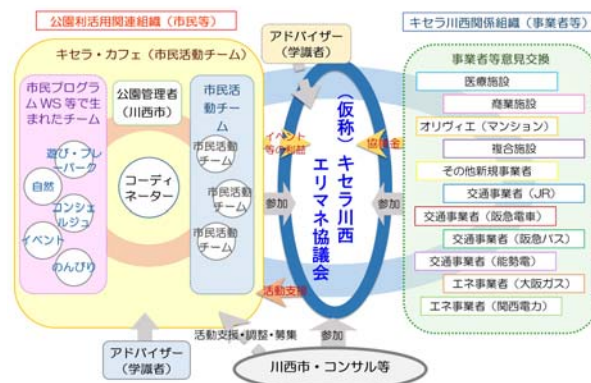 公園利活用関連組織（市民等）
キセラ・カフェ（市民活動チーム）
市民プログラ
ムWS等で生
まれたチーム
遊び・プレ
ーパーク
自然
コンシェ
ルジュ
イベント
のんびり
公園管理者
（川西市）
コーディ
ネーター
市民活
動チー
ム
市民活動
チーム
市民活動
チーム
市民活動
チーム
アドバイザー
（学識者）
イベント
等の利益
協賛金
（仮称）キセラ川西
エリマネ協議会
参加
参加
活動支援
活動支援・調整・募集
参加
アドバイザー
（学識者）
川西市・コンサル等
キセラ川西関係組織（事業者等）
事業者等意見交換
医療施設
商業施設
オリヴィエ（マンション）
複合施設
その他新規事業者
交通事業者（JR）
交通事業者（阪急電車）
交通事業者（阪急バス）
交通事業者（能勢電）
エネ事業者（大阪ガス）
エネ事業者（関西電力）